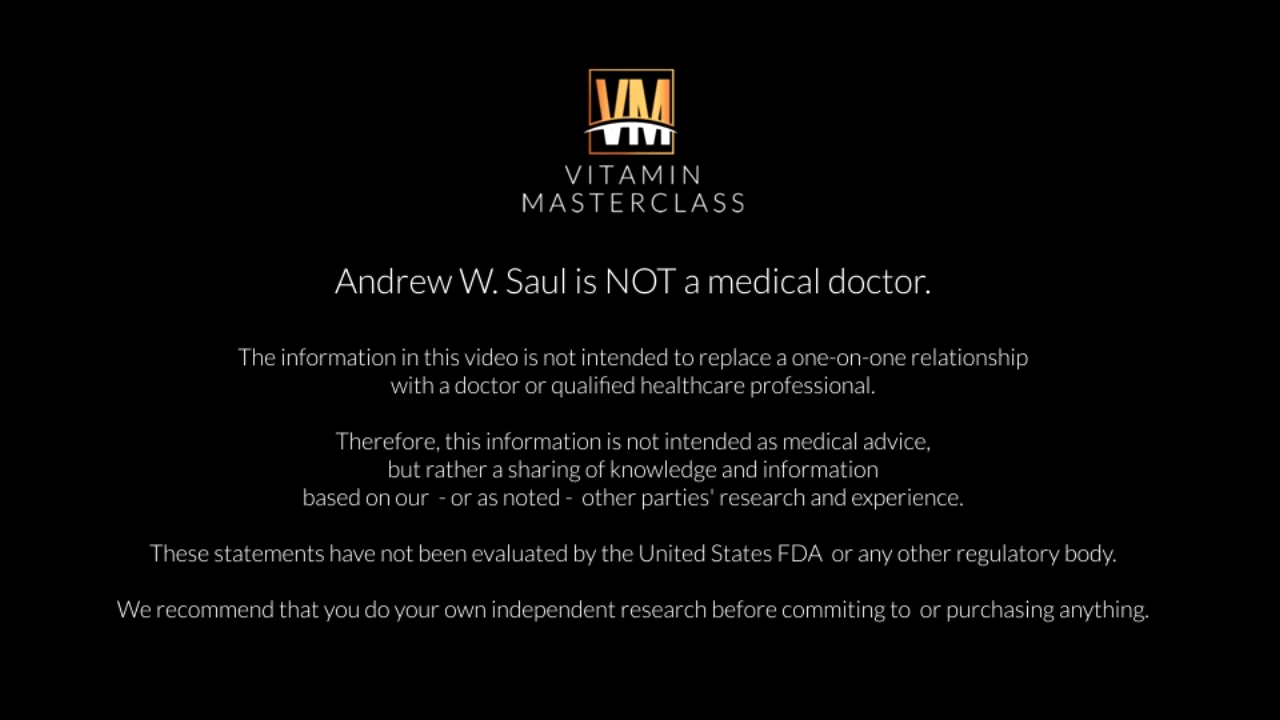 VM
VITAMIN
MASTERCLASS
Andrew W. Saul is NOT a medical doctor.
The information in this video is not intended to replace a one-on-one relationship
with a doctor or qualified healthcare professional.
Therefore, this information is not intended as medical advice,
but rather a sharing of knowledge and information
based on our - or as noted - other parties' research and experience.
These statements have not been evaluated by the United States FDA or any other regulatory body.
We recommend that you do your own independent research before commiting to or purchasing anything.